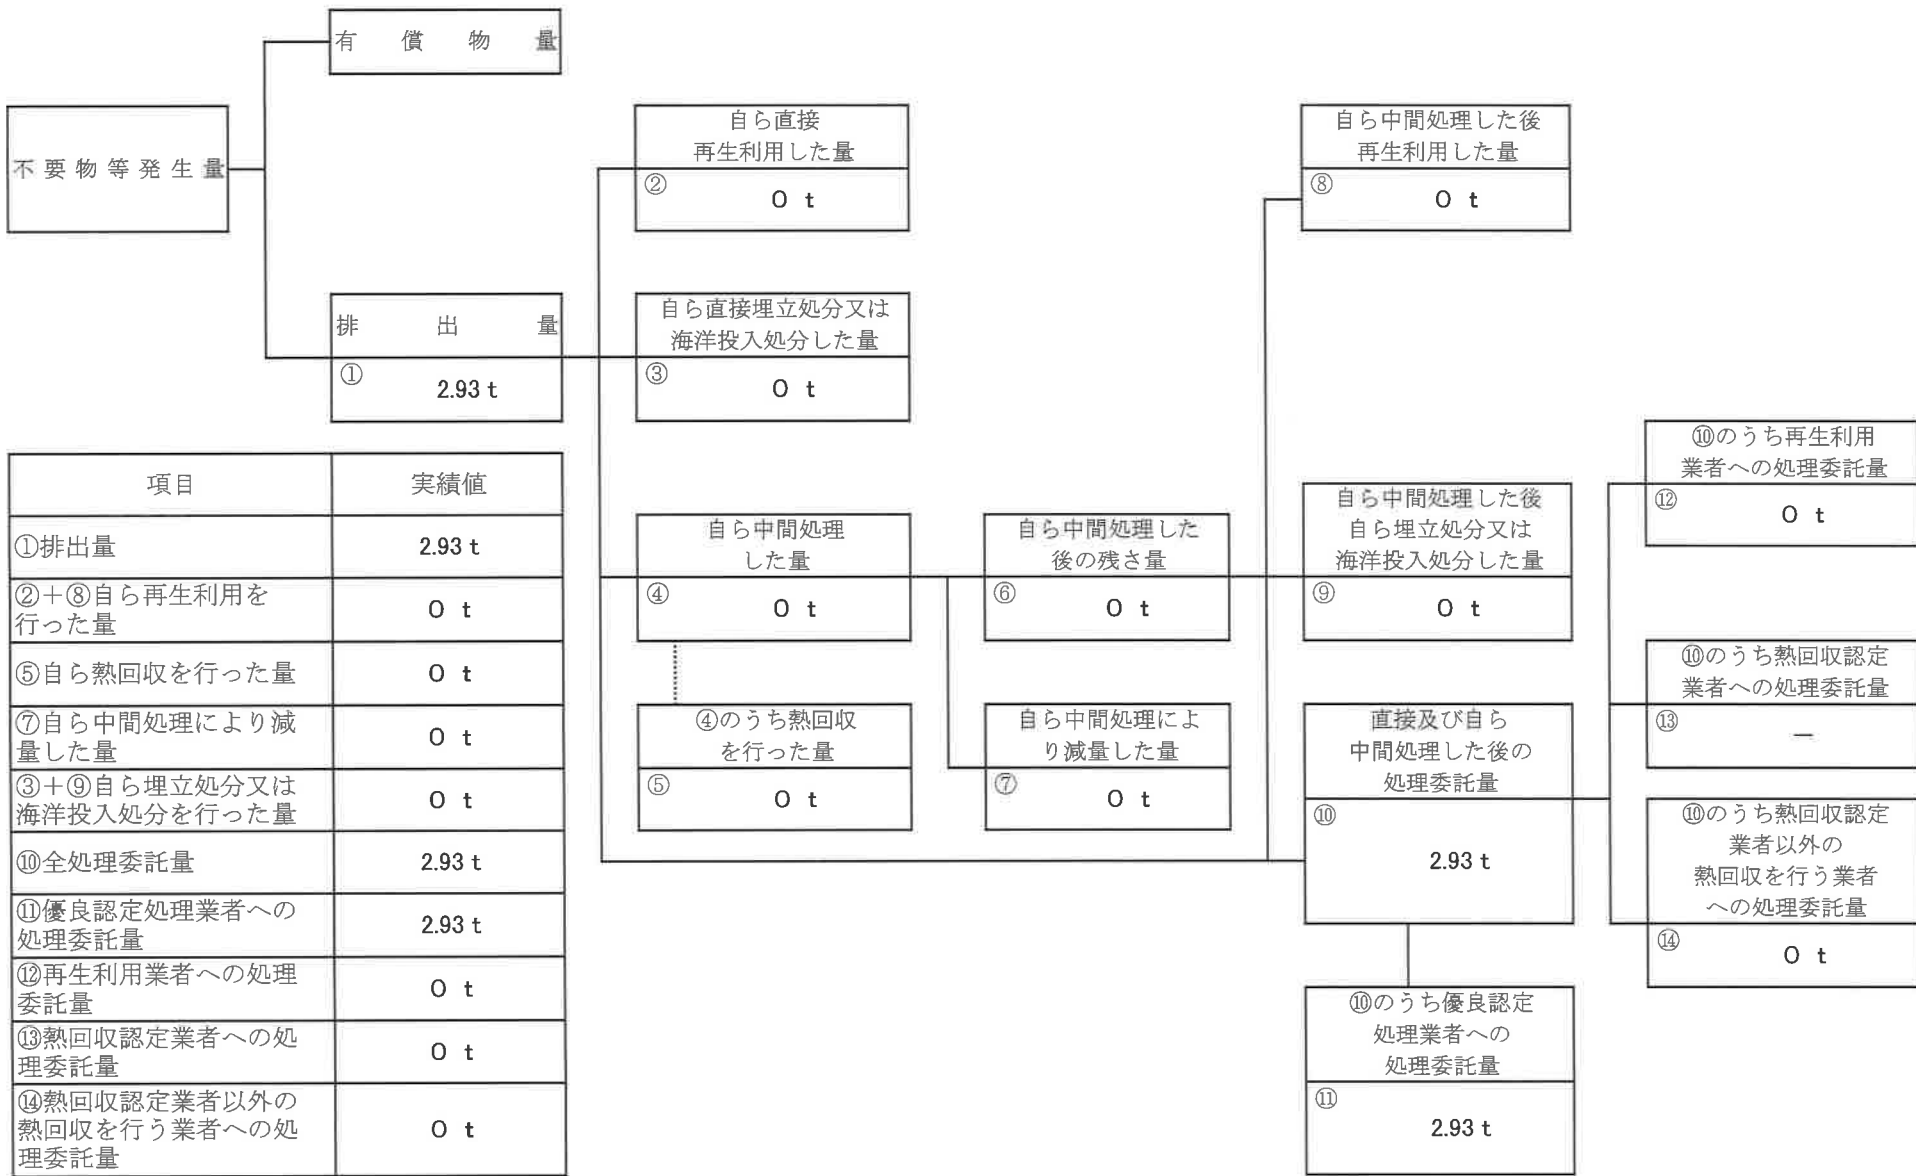 有償物量
不要物等発生量
排出量
① 2.93 t
自ら直接
再生利用した量
② 0 t
自ら直接埋立処分又は
海洋投入処分した量
③ 0 t
自ら中間処理
した量
④ 0 t
④のうち熱回収
を行った量
⑤ 0 t
自ら中間処理した
後の残さ量
⑥ 0 t
自ら中間処理によ
り減量した量
⑦ 0 t
自ら中間処理した後
再生利用した量
⑧ 0 t
自ら中間処理した後
自ら埋立処分又は
海洋投入処分した量
⑨ 0 t
直接及び自ら
中間処理した後の
処理委託量
⑩
2.93 t
⑩のうち優良認定
処理業者への
処理委託量
⑪
2.93 t
⑩のうち再生利用
業者への処理委託量
⑫ 0 t
⑩のうち熱回収認定
業者への処理委託量
⑬ ー
⑩のうち熱回収認定
業者以外の
熱回収を行う業者
への処理委託量
⑭ 0 t
項目 実績値
①排出量 2.93 t
②＋⑧自ら再生利用を
行った量 0 t
⑤自ら熱回収を行った量 0 t
⑦自ら中間処理により減
量した量 0 t
③＋⑨自ら埋立処分又は
海洋投入処分を行った量 0 t
⑩全処理委託量 2.93 t
⑪優良認定処理業者への
処理委託量 2.93 t
⑫再生利用業者への処理
委託量 0 t
⑬熱回収認定業者への処
理委託量 0 t
⑭熱回収認定業者以外の
熱回収を行う業者への処
理委託量 0 t